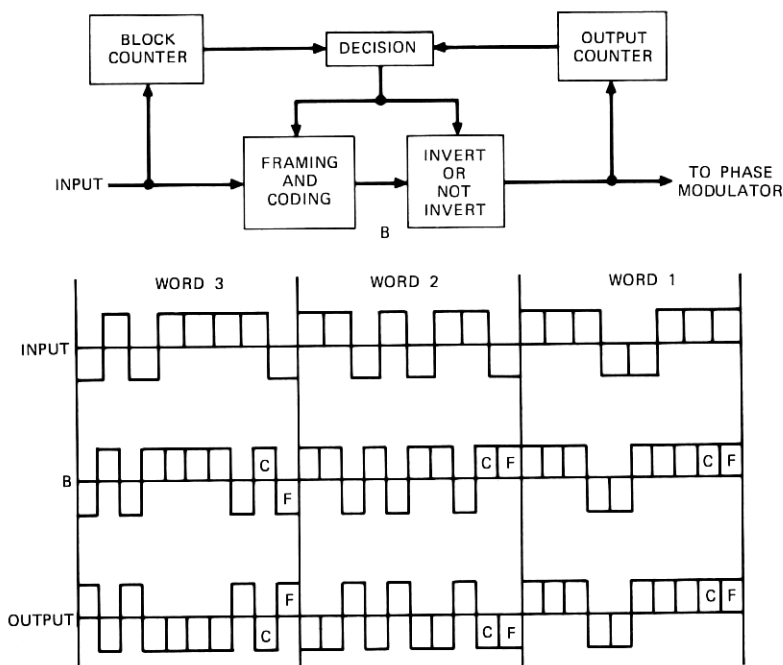 BLOCK
COUNTER
DECISION
OUTPUT
COUNTER
INPUT
FRAMING
AND
CODING
INVERT
OR
NOT
INVERT
TO PHASE
MODULATOR
B
WORD 3
WORD 2
WORD 1
INPUT
B
C
F
C F
C F
OUTPUT
F
C
C F
C F